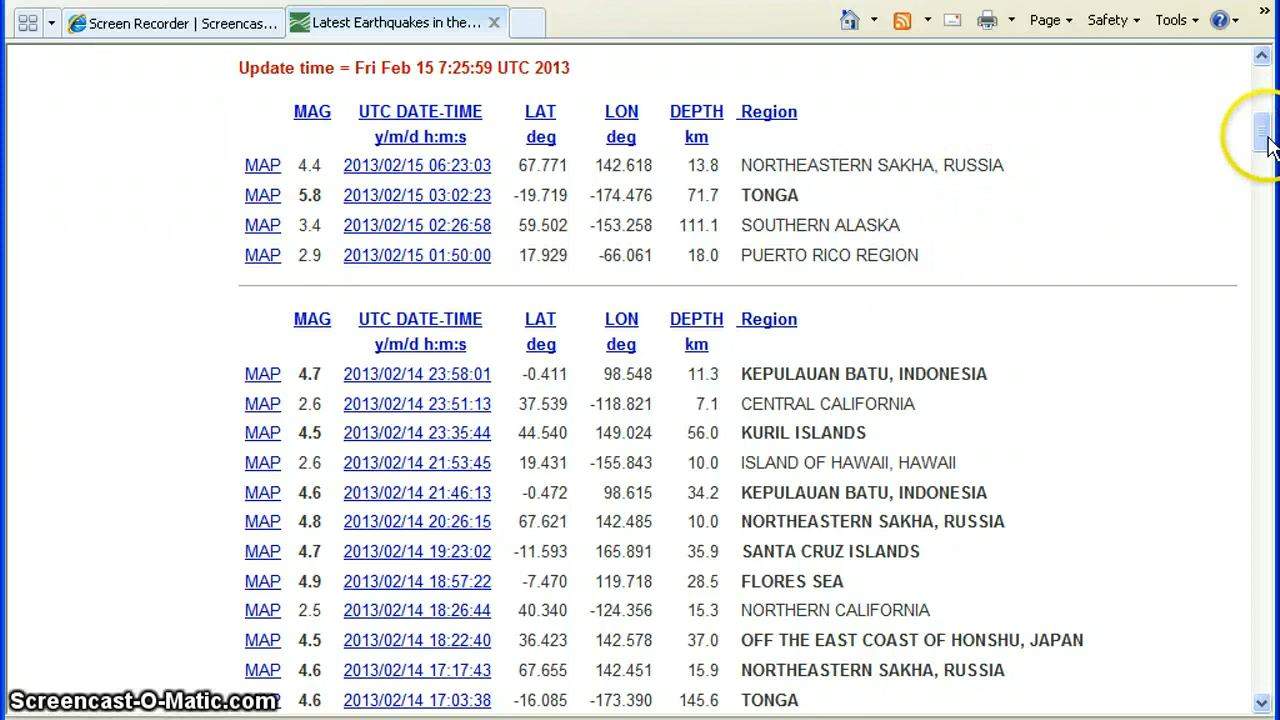 Screen Recorder | Screencas... Latest Earthquakes in the... Page Safety Tools
Update time = Fri Feb 15 7:25:59 UTC 2013
MAG UTC DATE-TIME LAT LON DEPTH Region
y/m/d h:m:s deg deg km
MAP 4.4 2013/02/15 06:23:03 67.771 142.618 13.8 NORTHEASTERN SAKHA, RUSSIA
MAP 5.8 2013/02/15 03:02:23 -19.719 -174.476 71.7 TONGA
MAP 3.4 2013/02/15 02:26:58 59.502 -153.258 111.1 SOUTHERN ALASKA
MAP 2.9 2013/02/15 01:50:00 17.929 -66.061 18.0 PUERTO RICO REGION
MAG UTC DATE-TIME LAT LON DEPTH Region
y/m/d h:m:s deg deg km
MAP 4.7 2013/02/14 23:58:01 -0.411 98.548 11.3 KEPULAUAN BATU, INDONESIA
MAP 2.6 2013/02/14 23:51:13 37.539 -118.821 7.1 CENTRAL CALIFORNIA
MAP 4.5 2013/02/14 23:35:44 44.540 149.024 56.0 KURIL ISLANDS
MAP 2.6 2013/02/14 21:53:45 19.431 -155.843 10.0 ISLAND OF HAWAII, HAWAII
MAP 4.6 2013/02/14 21:46:13 -0.472 98.615 34.2 KEPULAUAN BATU, INDONESIA
MAP 4.8 2013/02/14 20:26:15 67.621 142.485 10.0 NORTHEASTERN SAKHA, RUSSIA
MAP 4.7 2013/02/14 19:23:02 -11.593 165.891 35.9 SANTA CRUZ ISLANDS
MAP 4.9 2013/02/14 18:57:22 -7.470 119.718 28.5 FLORES SEA
MAP 2.5 2013/02/14 18:26:44 40.340 -124.356 15.3 NORTHERN CALIFORNIA
MAP 4.5 2013/02/14 18:22:40 36.423 142.578 37.0 OFF THE EAST COAST OF HONSHU, JAPAN
MAP 4.6 2013/02/14 17:17:43 67.655 142.451 15.9 NORTHEASTERN SAKHA, RUSSIA
4.6 2013/02/14 17:03:38 -16.085 -173.390 145.6 TONGA
Screencast-O-Matic.com